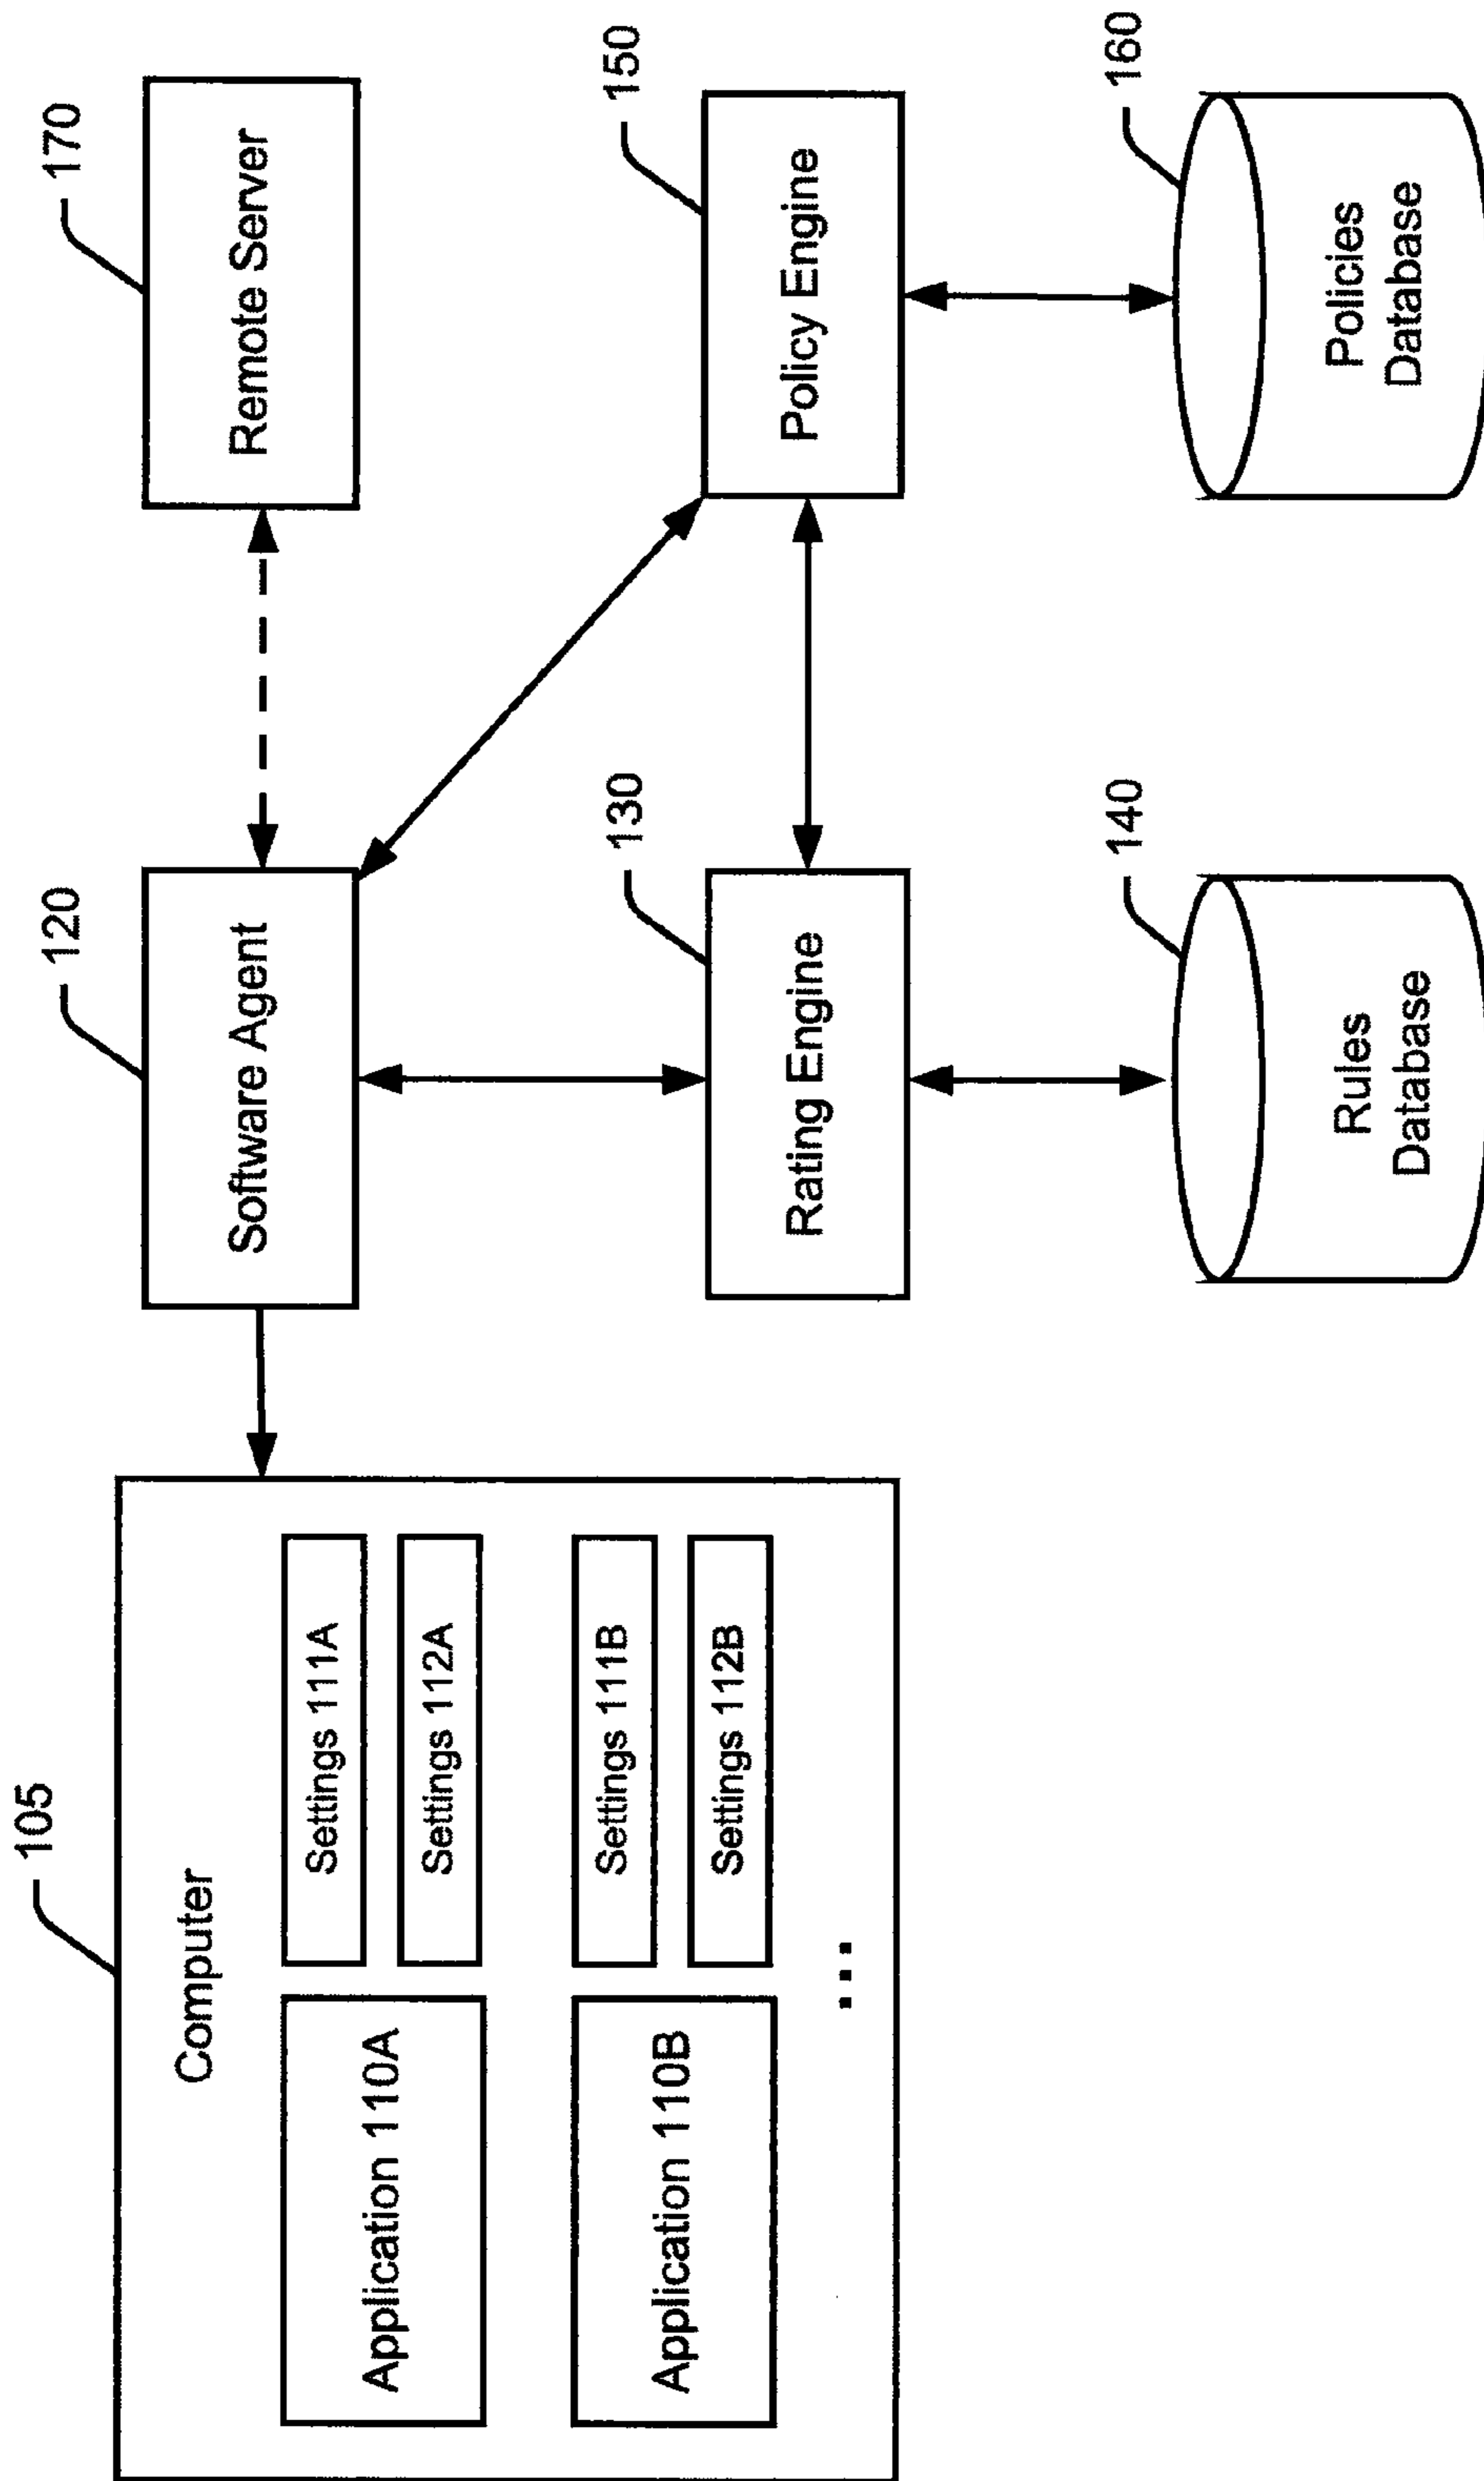 105
Computer
Application 110A
Settings 111A
Settings 112A
Application 110B
Settings 111B
Settings 112B
...
120
Software Agent
170
Remote Server
130
Rating Engine
150
Policy Engine
140
Rules
Database
160
Policies
Database